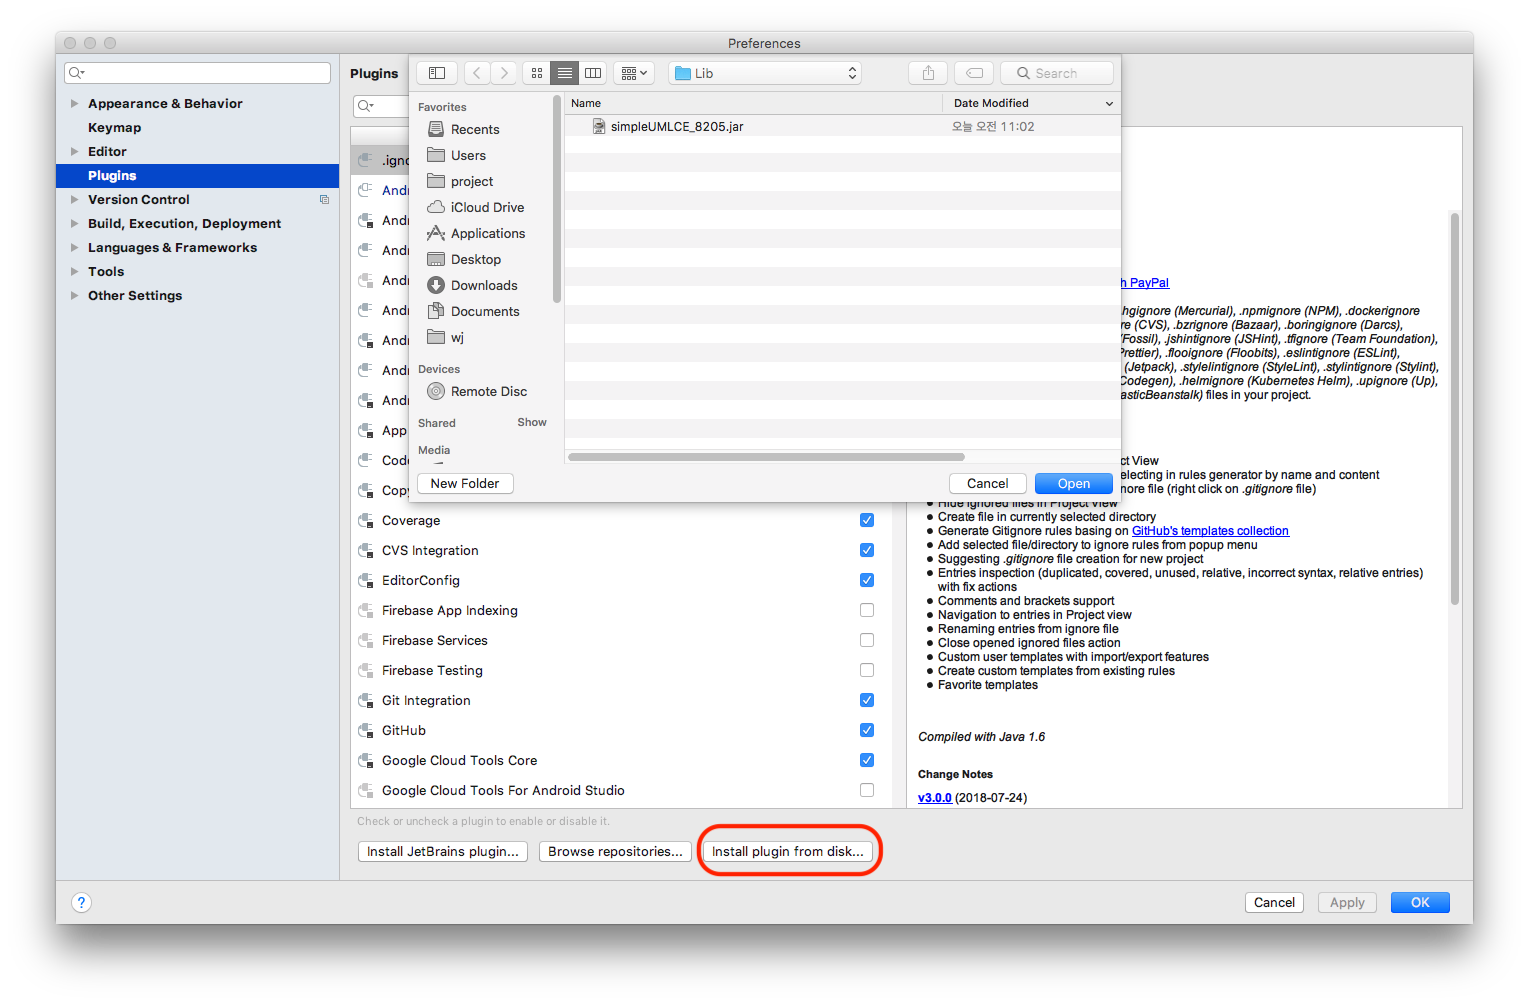 Preferences
Appearance & Behavior
Keymap
Editor
Plugins
Version Control
Build, Execution, Deployment
Languages & Frameworks
Tools
Other Settings
Plugins
.igno
Andr
Andr
Andr
Andr
Andr
Andr
Andr
Andr
App
Code
Copy
Coverage
CVS Integration
EditorConfig
Firebase App Indexing
Firebase Services
Firebase Testing
Git Integration
GitHub
Google Cloud Tools Core
Google Cloud Tools For Android Studio
Check or uncheck a plugin to enable or disable it.
Install JetBrains plugin...
Browse repositories...
Install plugin from disk...
Lib
Search
Favorites
Recents
Users
project
iCloud Drive
Applications
Desktop
Downloads
Documents
wj
Devices
Remote Disc
Shared Show
Media
Name Date Modified
simpleUMLCE_8205.jar 오늘 오전 11:02
New Folder
Cancel
Open
h PayPal
hgignore (Mercurial), .npmignore (NPM), .dockerignore
re (CVS), .bzrignore (Bazaar), .boringignore (Darcs),
(Fossil), .jshintignore (JSHint), .tfignore (Team Foundation),
Prettier), .flooignore (Floobits), .eslintignore (ESLint),
(Jetpack), .stylelintignore (StyleLint), .stylintignore (Stylint),
Codegen), .helmignore (Kubernetes Helm), .upignore (Up),
asticBeanstalk) files in your project.
ct View
electing in rules generator by name and content
nore file (right click on .gitignore file)
● Hide ignored files in Project View
● Create file in currently selected directory
● Generate Gitignore rules basing on GitHub's templates collection
● Add selected file/directory to ignore rules from popup menu
● Suggesting .gitignore file creation for new project
● Entries inspection (duplicated, covered, unused, relative, incorrect syntax, relative entries)
with fix actions
● Comments and brackets support
● Navigation to entries in Project view
● Renaming entries from ignore file
● Close opened ignored files action
● Custom user templates with import/export features
● Create custom templates from existing rules
● Favorite templates
Compiled with Java 1.6
Change Notes
v3.0.0 (2018-07-24)
?
Cancel
Apply
OK